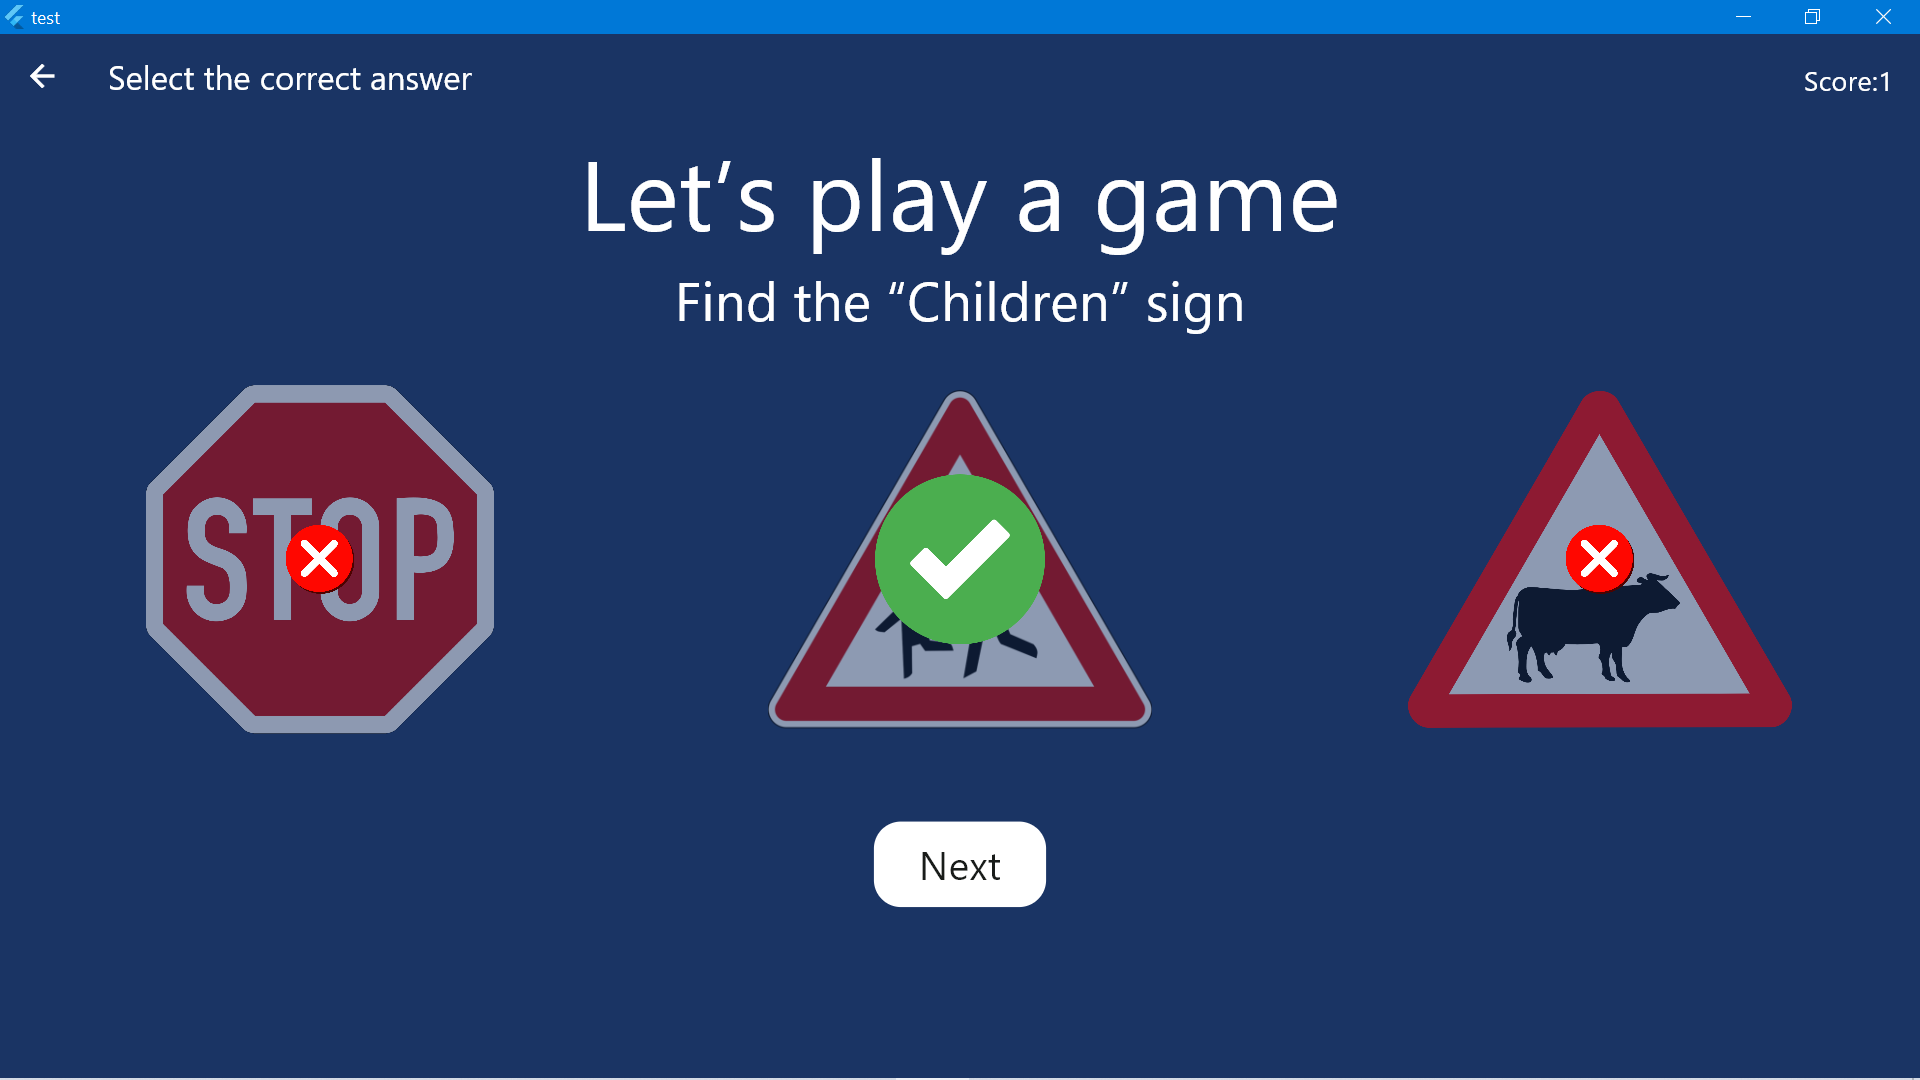 test
Select the correct answer
Score:1
Let’s play a game
Find the “Children” sign
STOP
Next